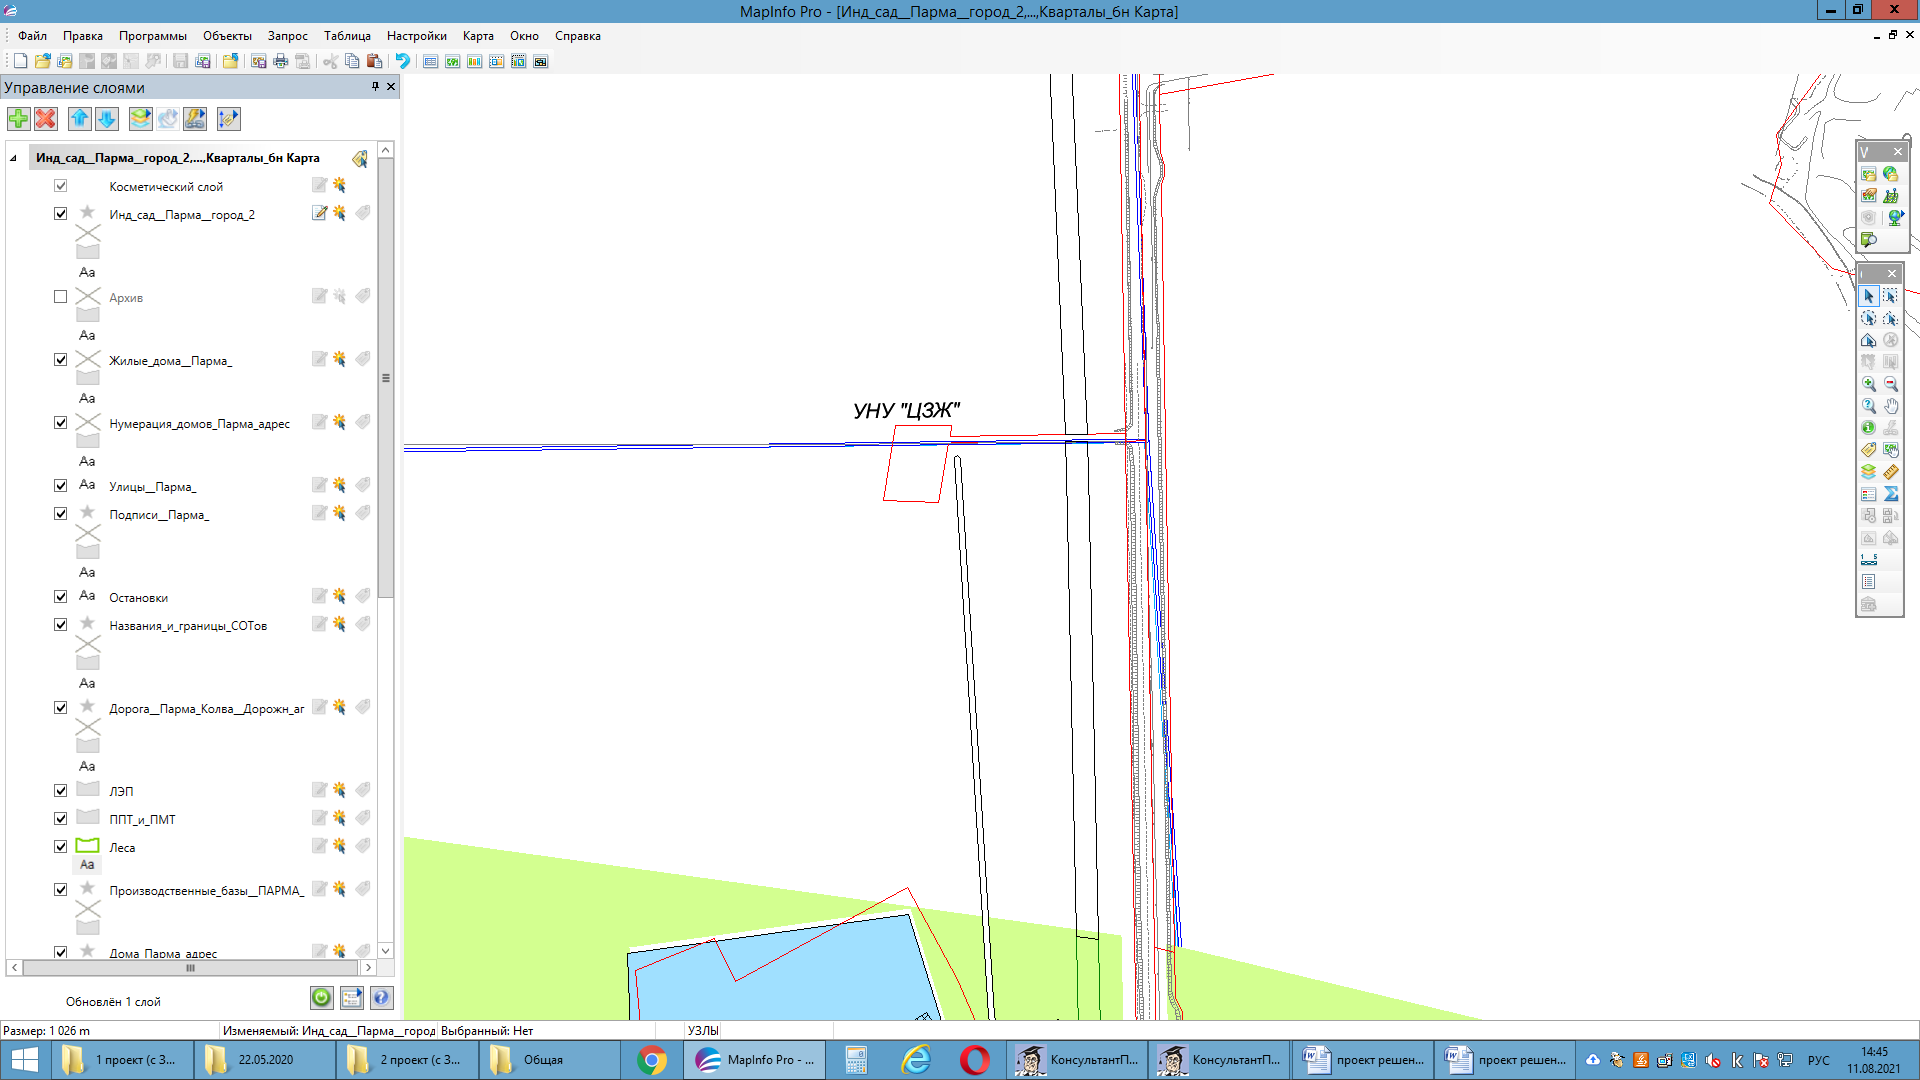 MapInfo Pro - [Инд_сад__Парма__город_2,...,Кварталы_бн Карта]
Файл Правка Программы Объекты Запрос Таблица Настройки Карта Окно Справка
Управление слоями
Инд_сад__Парма__город_2,...,Кварталы_бн Карта
Косметический слой
Инд_сад__Парма__город_2
Aa
Архив
Aa
Жилые_дома__Парма_
Aa
Нумерация_домов_Парма_адрес
Aa
Aa Улицы__Парма_
Подписи__Парма_
Aa
Aa Остановки
Названия_и_границы_СОТов
Aa
Дорога__Парма_Колва__Дорожн_аг
Aa
ЛЭП
ППТ_и_ПМТ
Леса
Aa
Производственные_базы__ПАРМА_
Дома_Парма_адрес
Обновлён 1 слой
УНУ "ЦЗЖ"
V
1 5
Размер: 1 026 m Изменяемый: Инд_сад__Парма__город Выбранный: Нет УЗЛЫ
1 проект (с З... 22.05.2020 2 проект (с З... Общая MapInfo Pro - ... КонсультантП... КонсультантП... проект решен... проект решен... РУС 14:45
11.08.2021